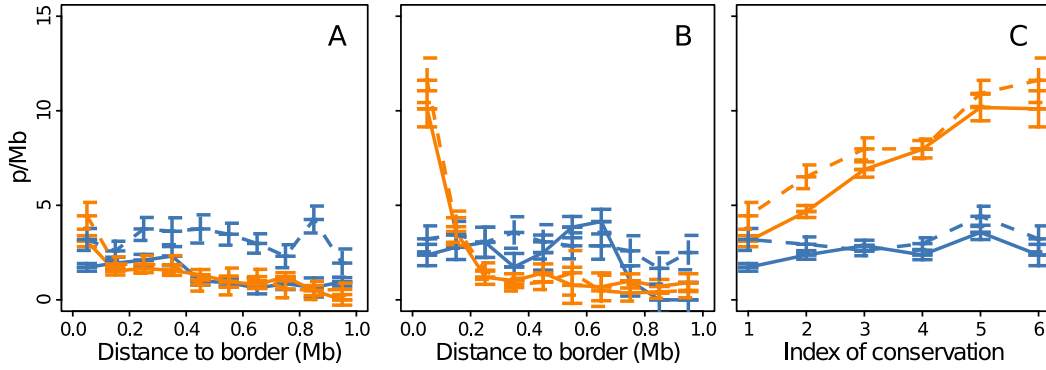 A
B
C
p/Mb
15
10
5
0
0.0 0.2 0.4 0.6 0.8 1.0
0.0 0.2 0.4 0.6 0.8 1.0
1 2 3 4 5 6
Distance to border (Mb)
Distance to border (Mb)
Index of conservation